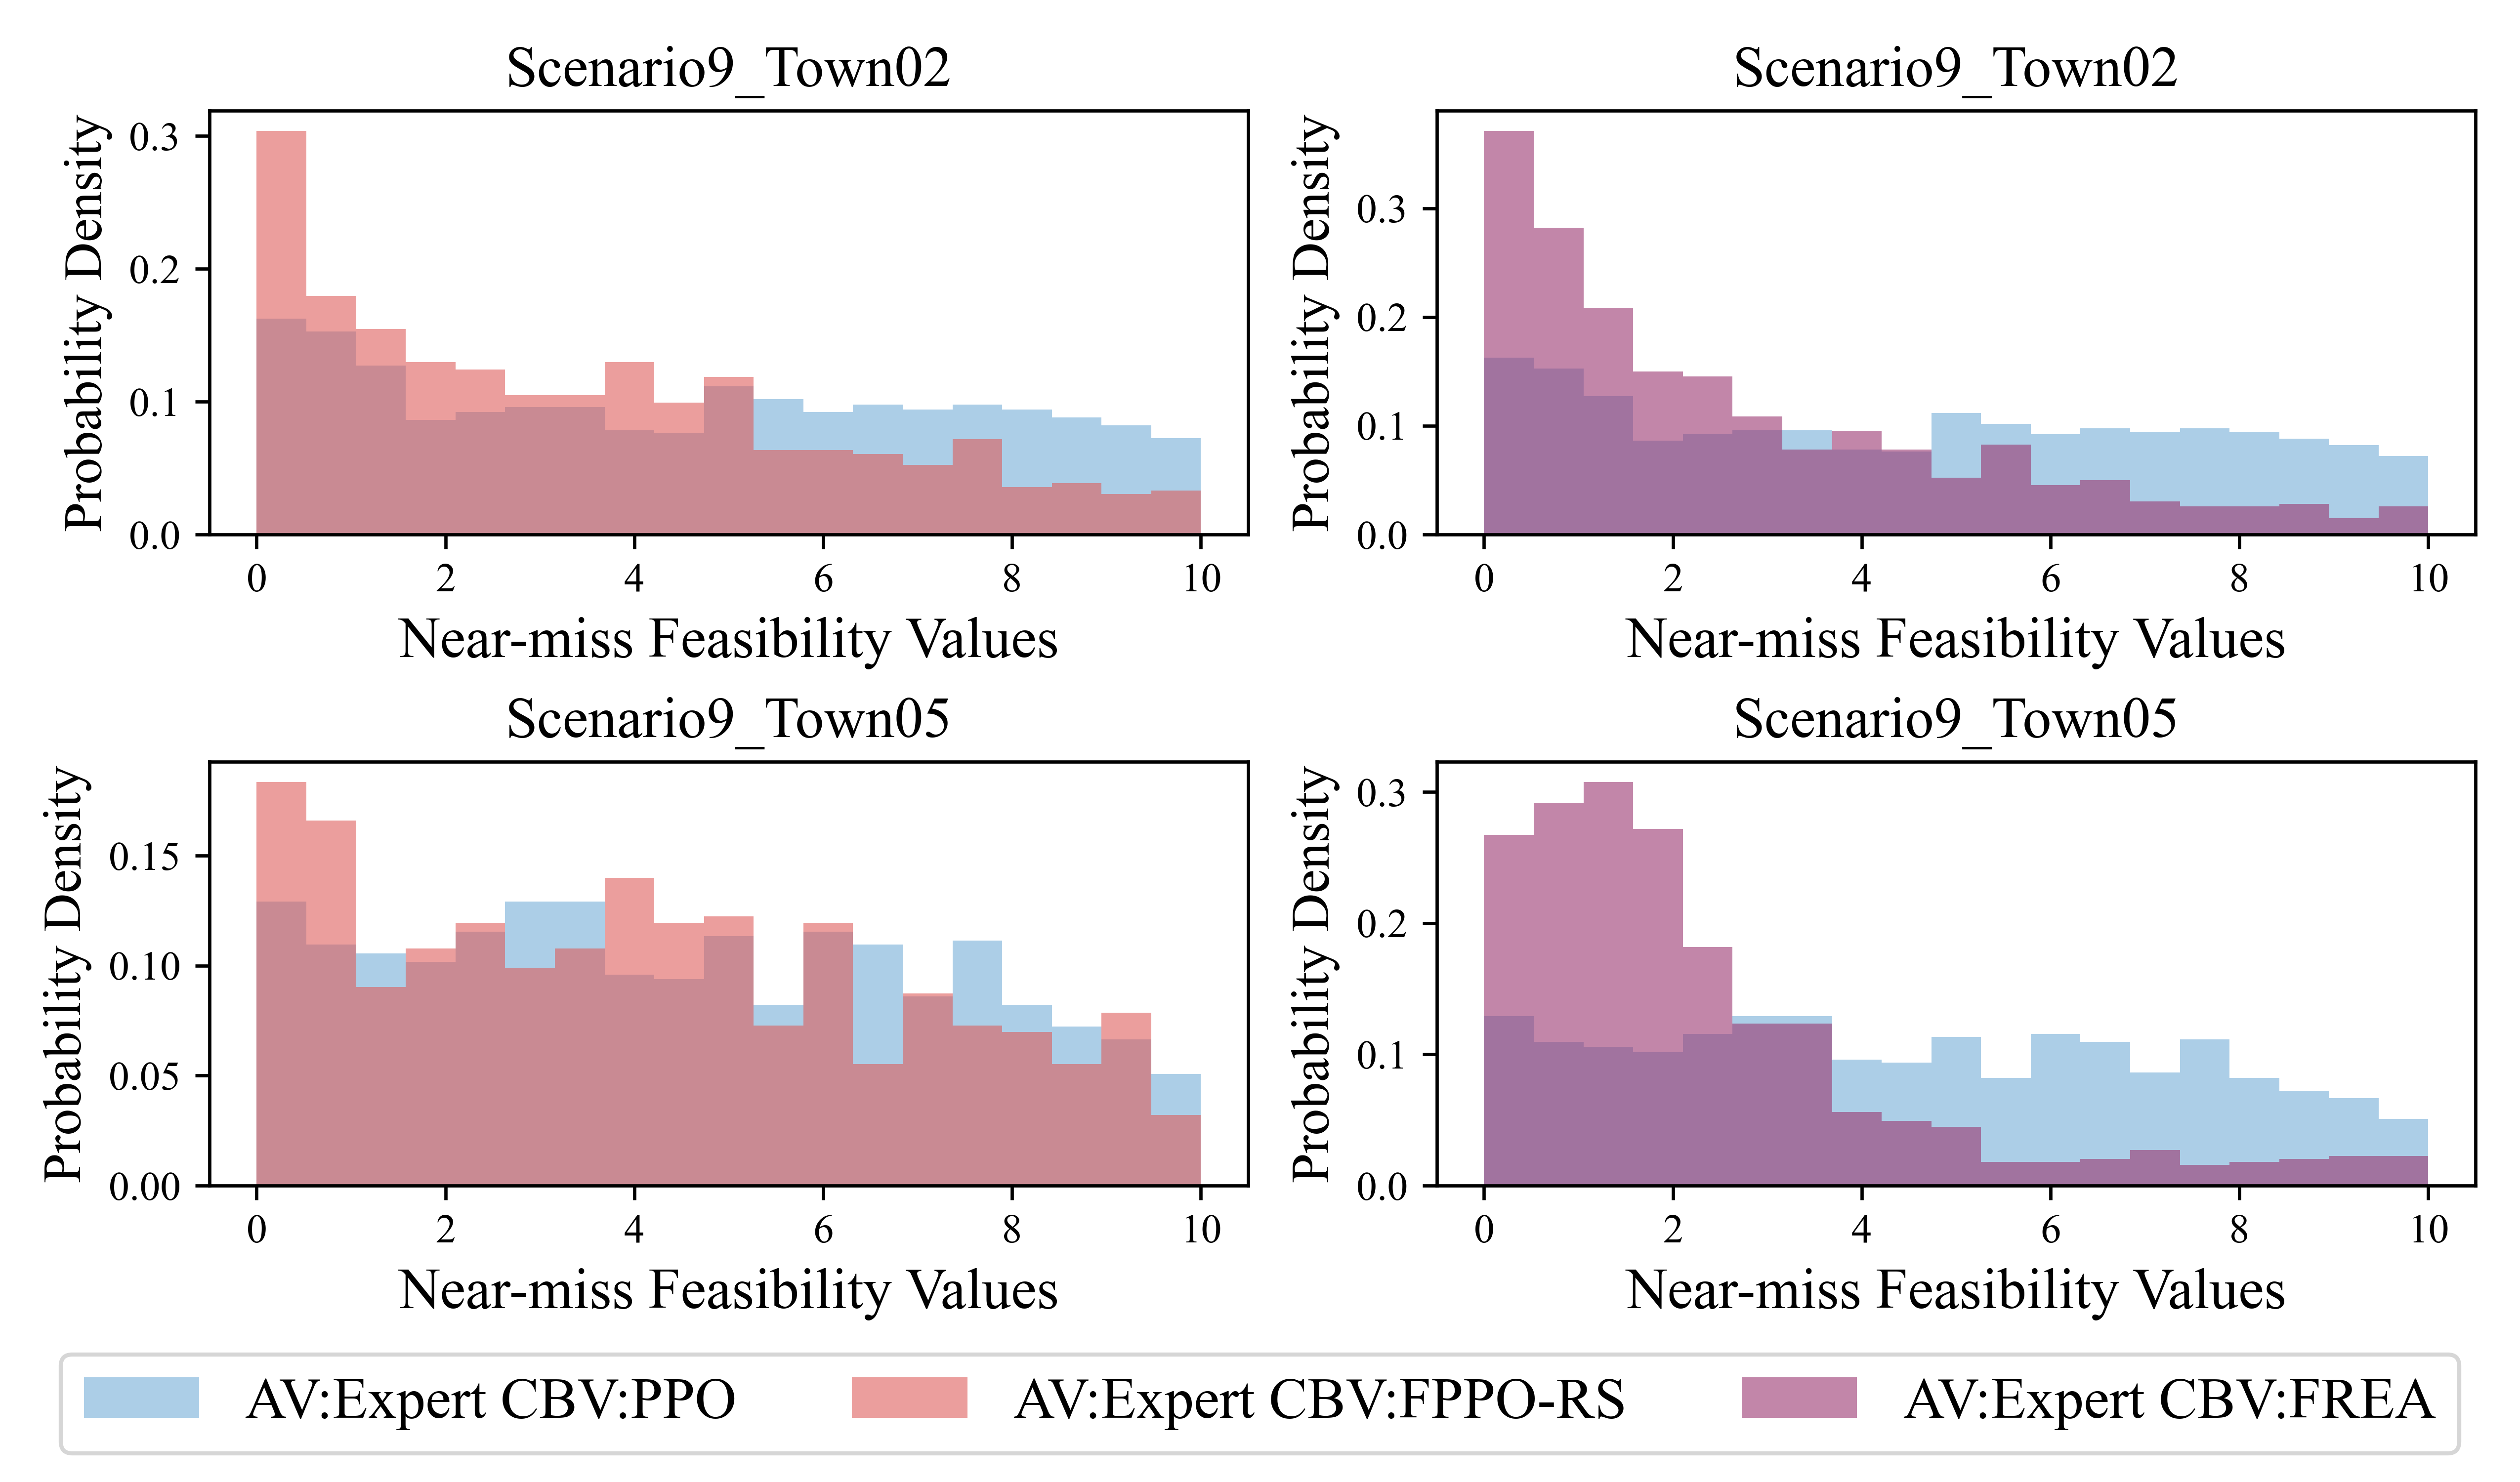 Scenario9_Town02
Probability Density
0.3
0.2
0.1
0.0
0 2 4 6 8 10
Near-miss Feasibility Values
Scenario9_Town02
Probability Density
0.3
0.2
0.1
0.0
0 2 4 6 8 10
Near-miss Feasibility Values
Scenario9_Town05
Probability Density
0.15
0.10
0.05
0.00
0 2 4 6 8 10
Near-miss Feasibility Values
Scenario9_Town05
Probability Density
0.3
0.2
0.1
0.0
0 2 4 6 8 10
Near-miss Feasibility Values
AV:Expert CBV:PPO
AV:Expert CBV:FPPO-RS
AV:Expert CBV:FREA